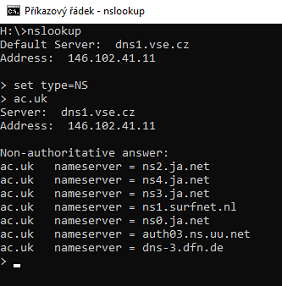 Příkazový řádek - nslookup
H:\>nslookup
Default Server:  dns1.vse.cz
Address:  146.102.41.11
> set type=NS
> ac.uk
Server:  dns1.vse.cz
Address:  146.102.41.11
Non-authoritative answer:
ac.uk   nameserver = ns2.ja.net
ac.uk   nameserver = ns4.ja.net
ac.uk   nameserver = ns3.ja.net
ac.uk   nameserver = ns1.surfnet.nl
ac.uk   nameserver = ns0.ja.net
ac.uk   nameserver = auth03.ns.uu.net
ac.uk   nameserver = dns-3.dfn.de
>